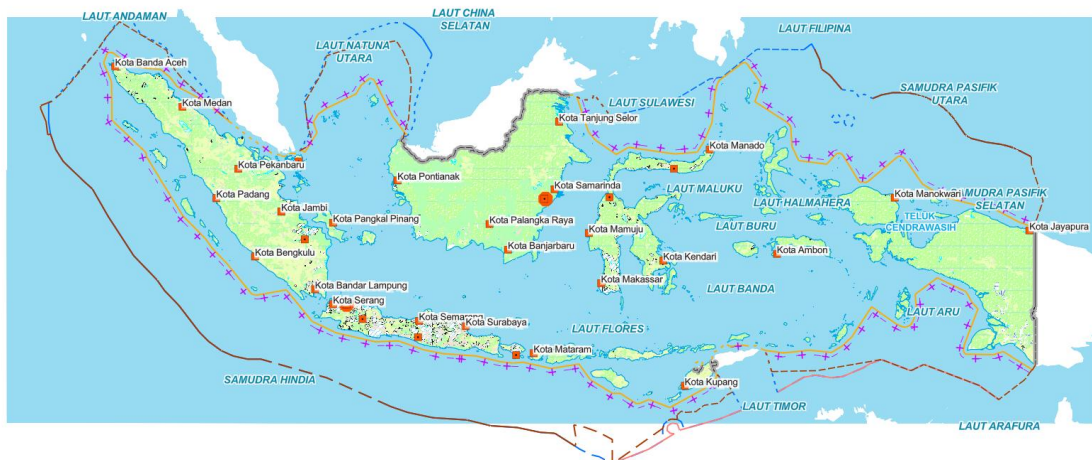 LAUT ANDAMAN
LAUT CHINA
SELATAN
LAUT NATUNA
UTARA
LAUT FILIPINA
Kota Banda Aceh
LAUT SULAWESI
SAMUDRA PASIFIK
UTARA
Kota Medan
Kota Tanjung Selor
Kota Manado
Kota Pekanbaru
Kota Pontianak
Kota Samarinda
LAUT MALUKU
Kota Padang
Kota Manokwari
SAMUDRA PASIFIK
SELATAN
LAUT HALMAHERA
Kota Jambi
Kota Pangkal Pinang
Kota Palangka Raya
LAUT BURU
TELUK
CENDRAWASIH
Kota Jayapura
Kota Mamuju
Kota Bengkulu
Kota Banjarbaru
Kota Kendari
Kota Ambon
Kota Bandar Lampung
Kota Makassar
LAUT BANDA
Kota Serang
LAUT ARU
Kota Semarang
Kota Surabaya
LAUT FLORES
Kota Mataram
SAMUDRA HINDIA
Kota Kupang
LAUT TIMOR
LAUT ARAFURA